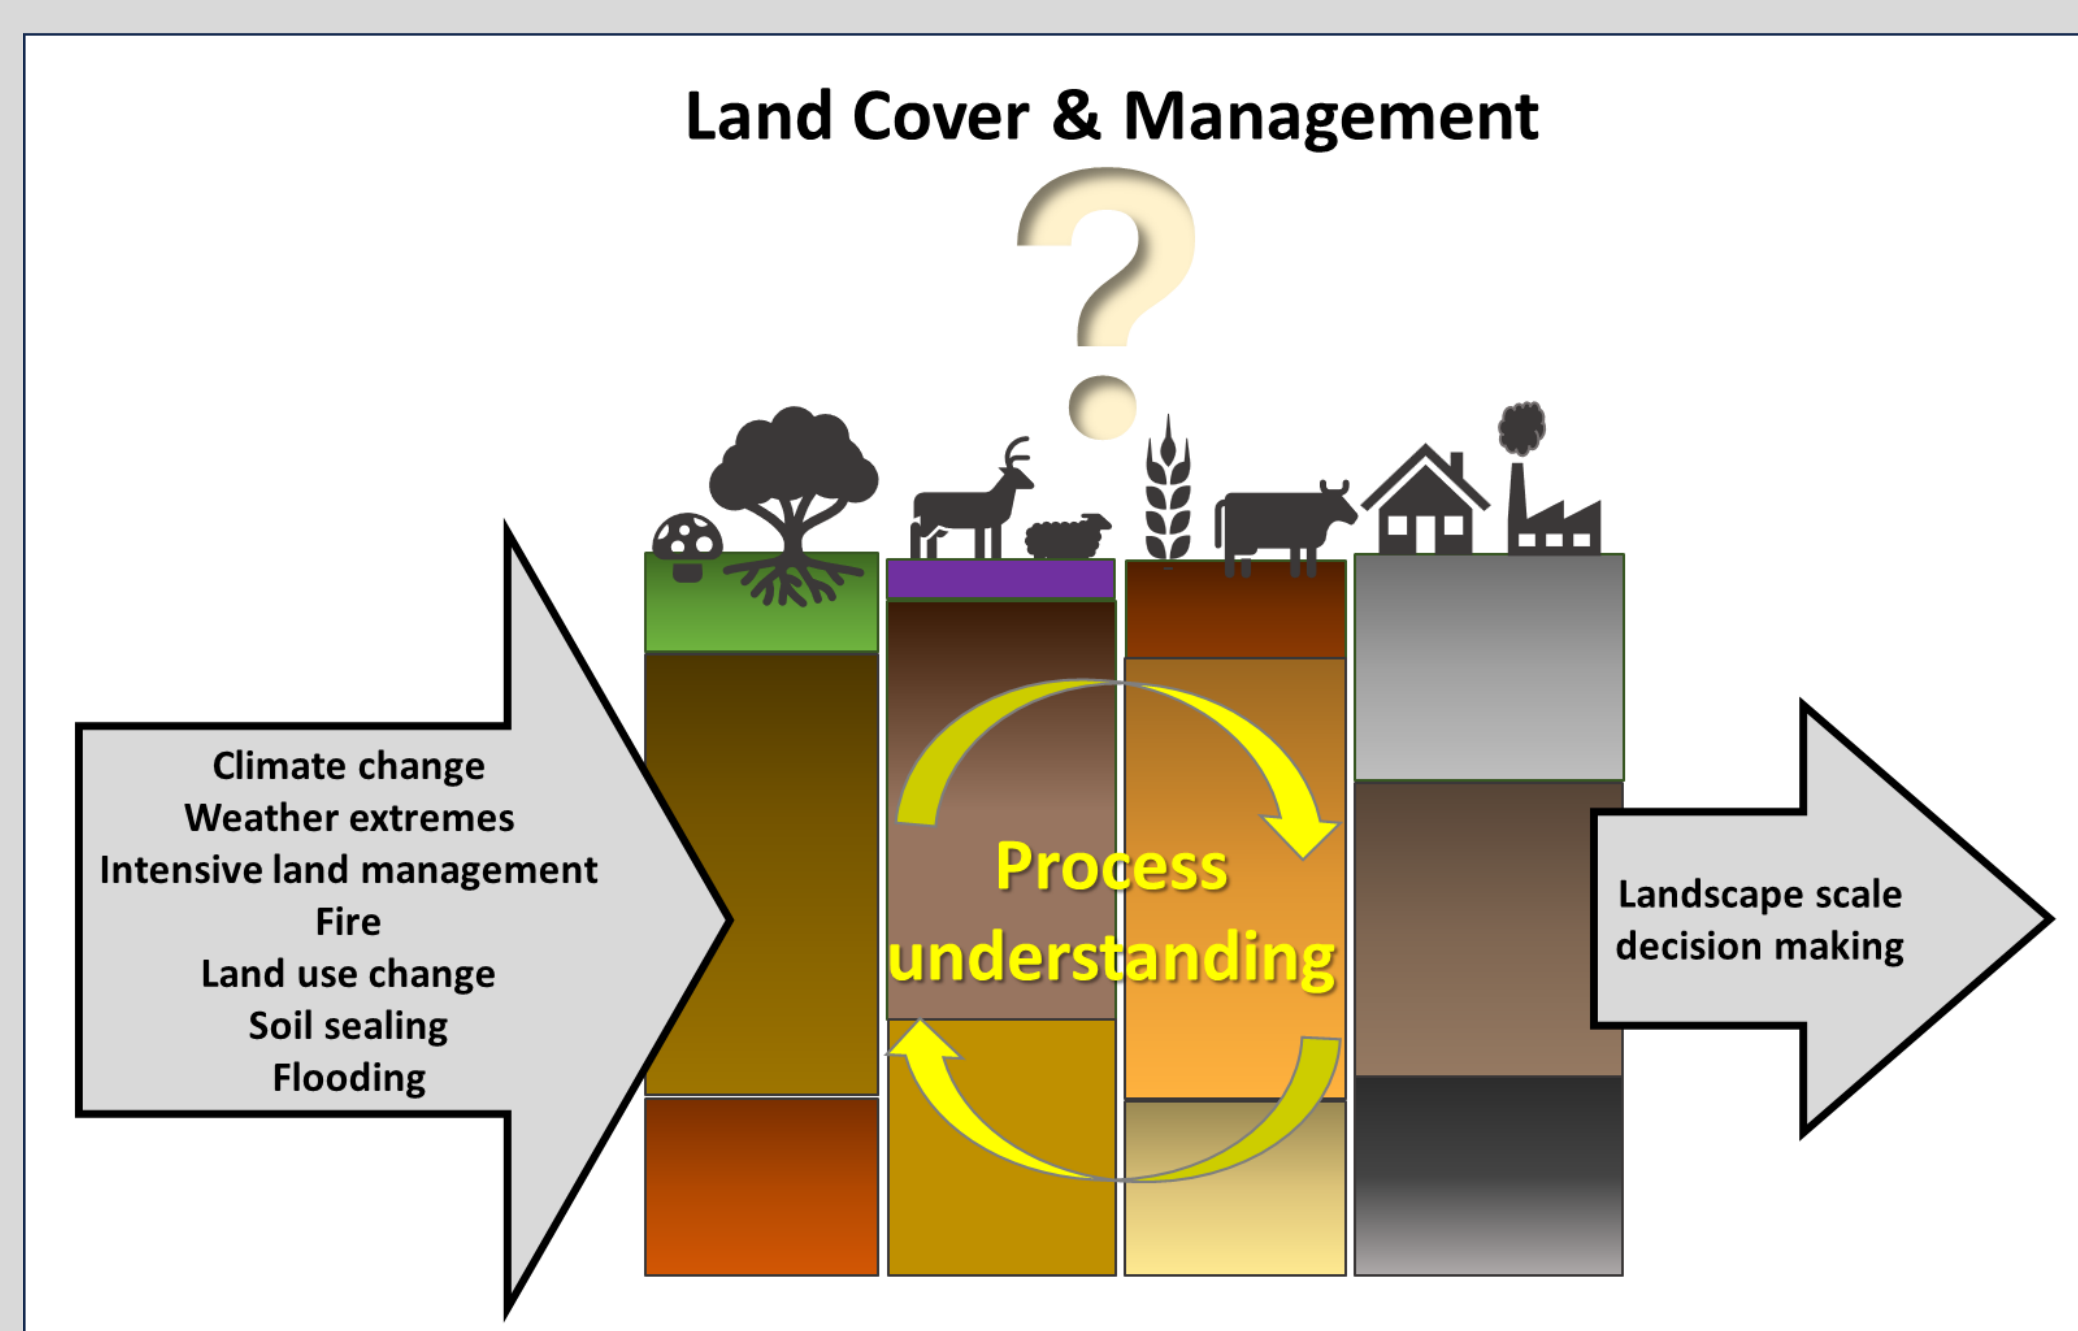 Land Cover & Management
?
Climate change
Weather extremes
Intensive land management
Fire
Land use change
Soil sealing
Flooding
Process
understanding
Landscape scale
decision making